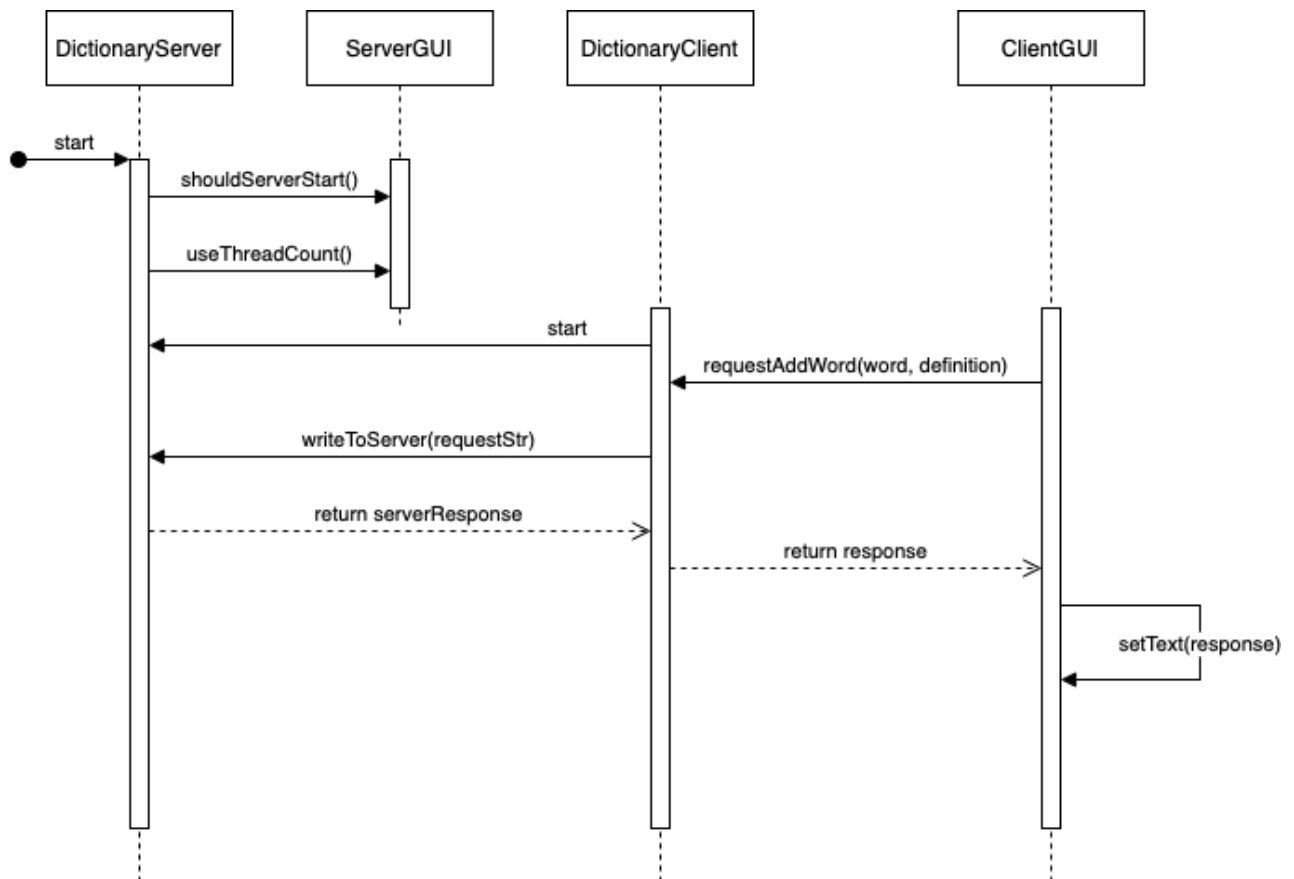 DictionaryServer
ServerGUI
DictionaryClient
ClientGUI
start
shouldServerStart()
useThreadCount()
start
requestAddWord(word, definition)
writeToServer(requestStr)
return serverResponse
return response
setText(response)